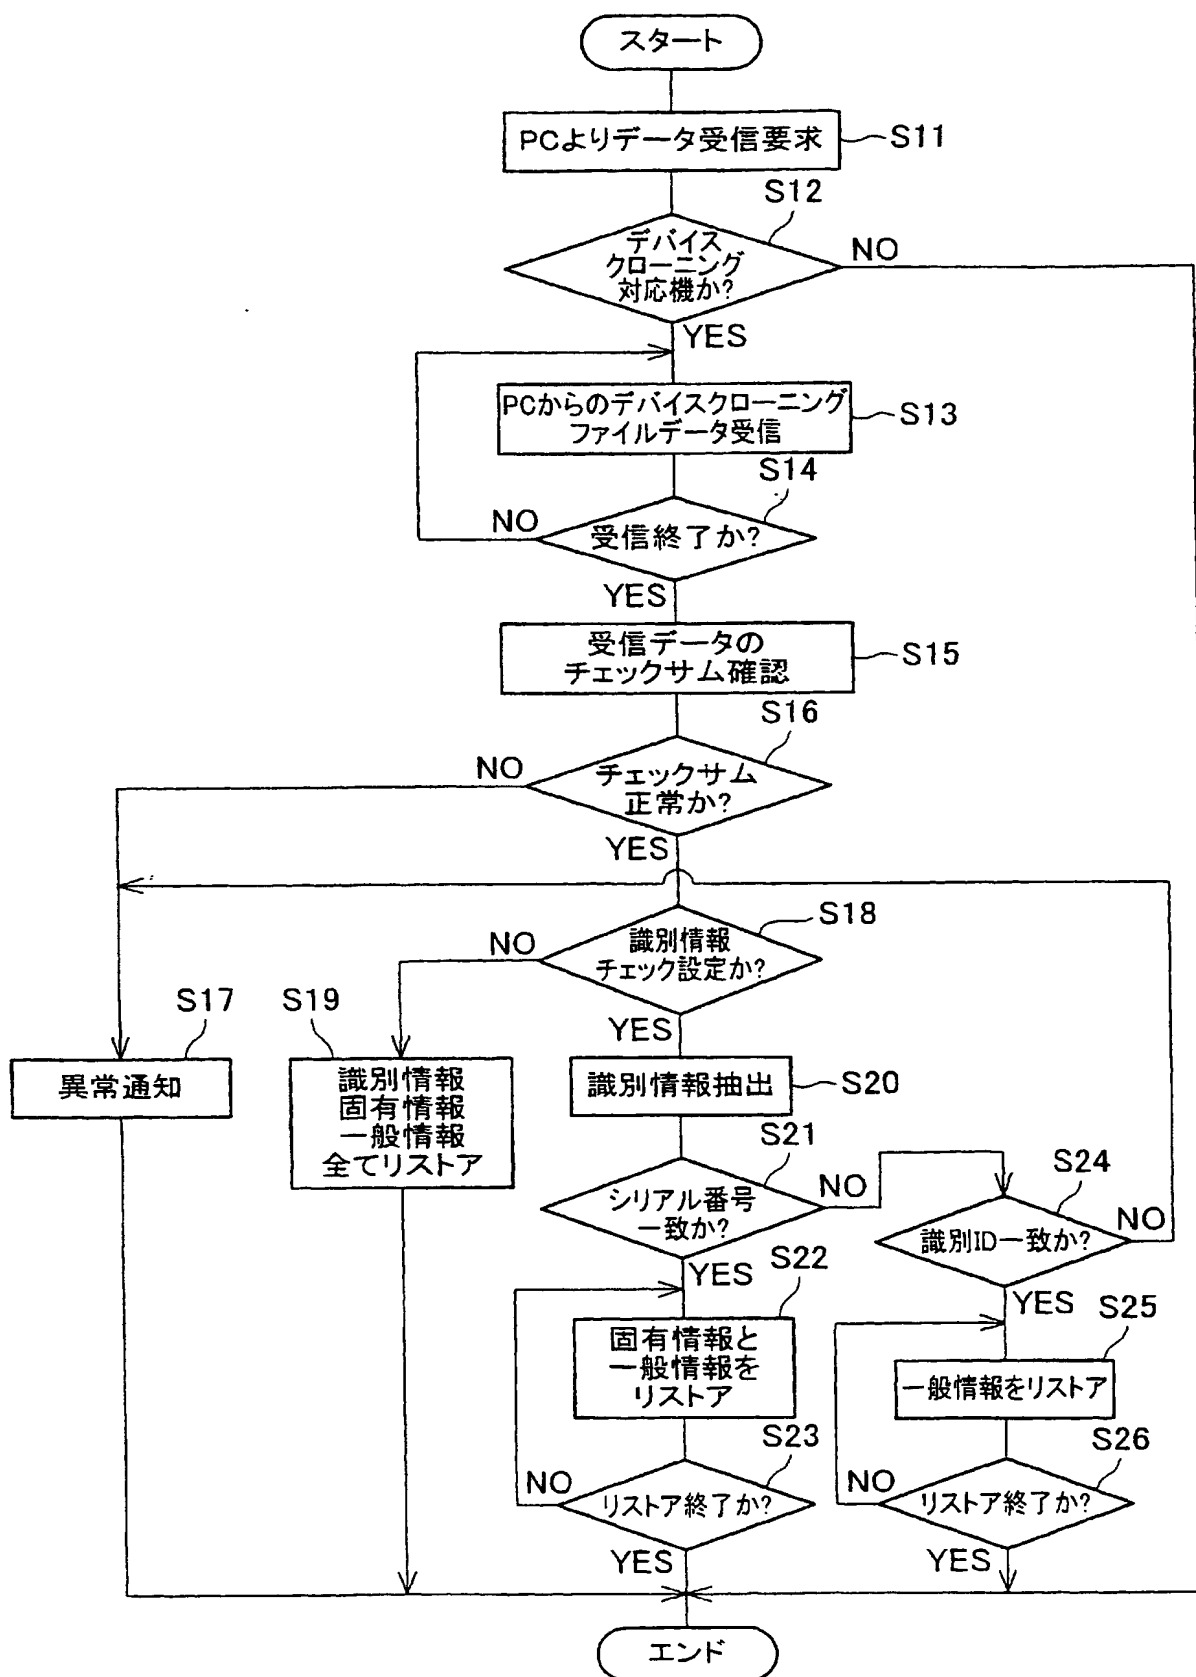 スタート
PCよりデータ受信要求
S11
S12
デバイス
クローニング
対応機か?
NO
YES
PCからのデバイスクローニング
ファイルデータ受信
S13
S14
NO
受信終了か?
YES
受信データの
チェックサム確認
S15
S16
NO
チェックサム
正常か?
YES
S18
NO
識別情報
チェック設定か?
YES
S17
異常通知
S19
識別情報
固有情報
一般情報
全てリストア
識別情報抽出
S20
S21
シリアル番号
一致か?
NO
YES
S24
識別ID一致か?
NO
YES
S22
固有情報と
一般情報を
リストア
S25
一般情報をリストア
S23
NO
リストア終了か?
YES
S26
NO
リストア終了か?
YES
エンド